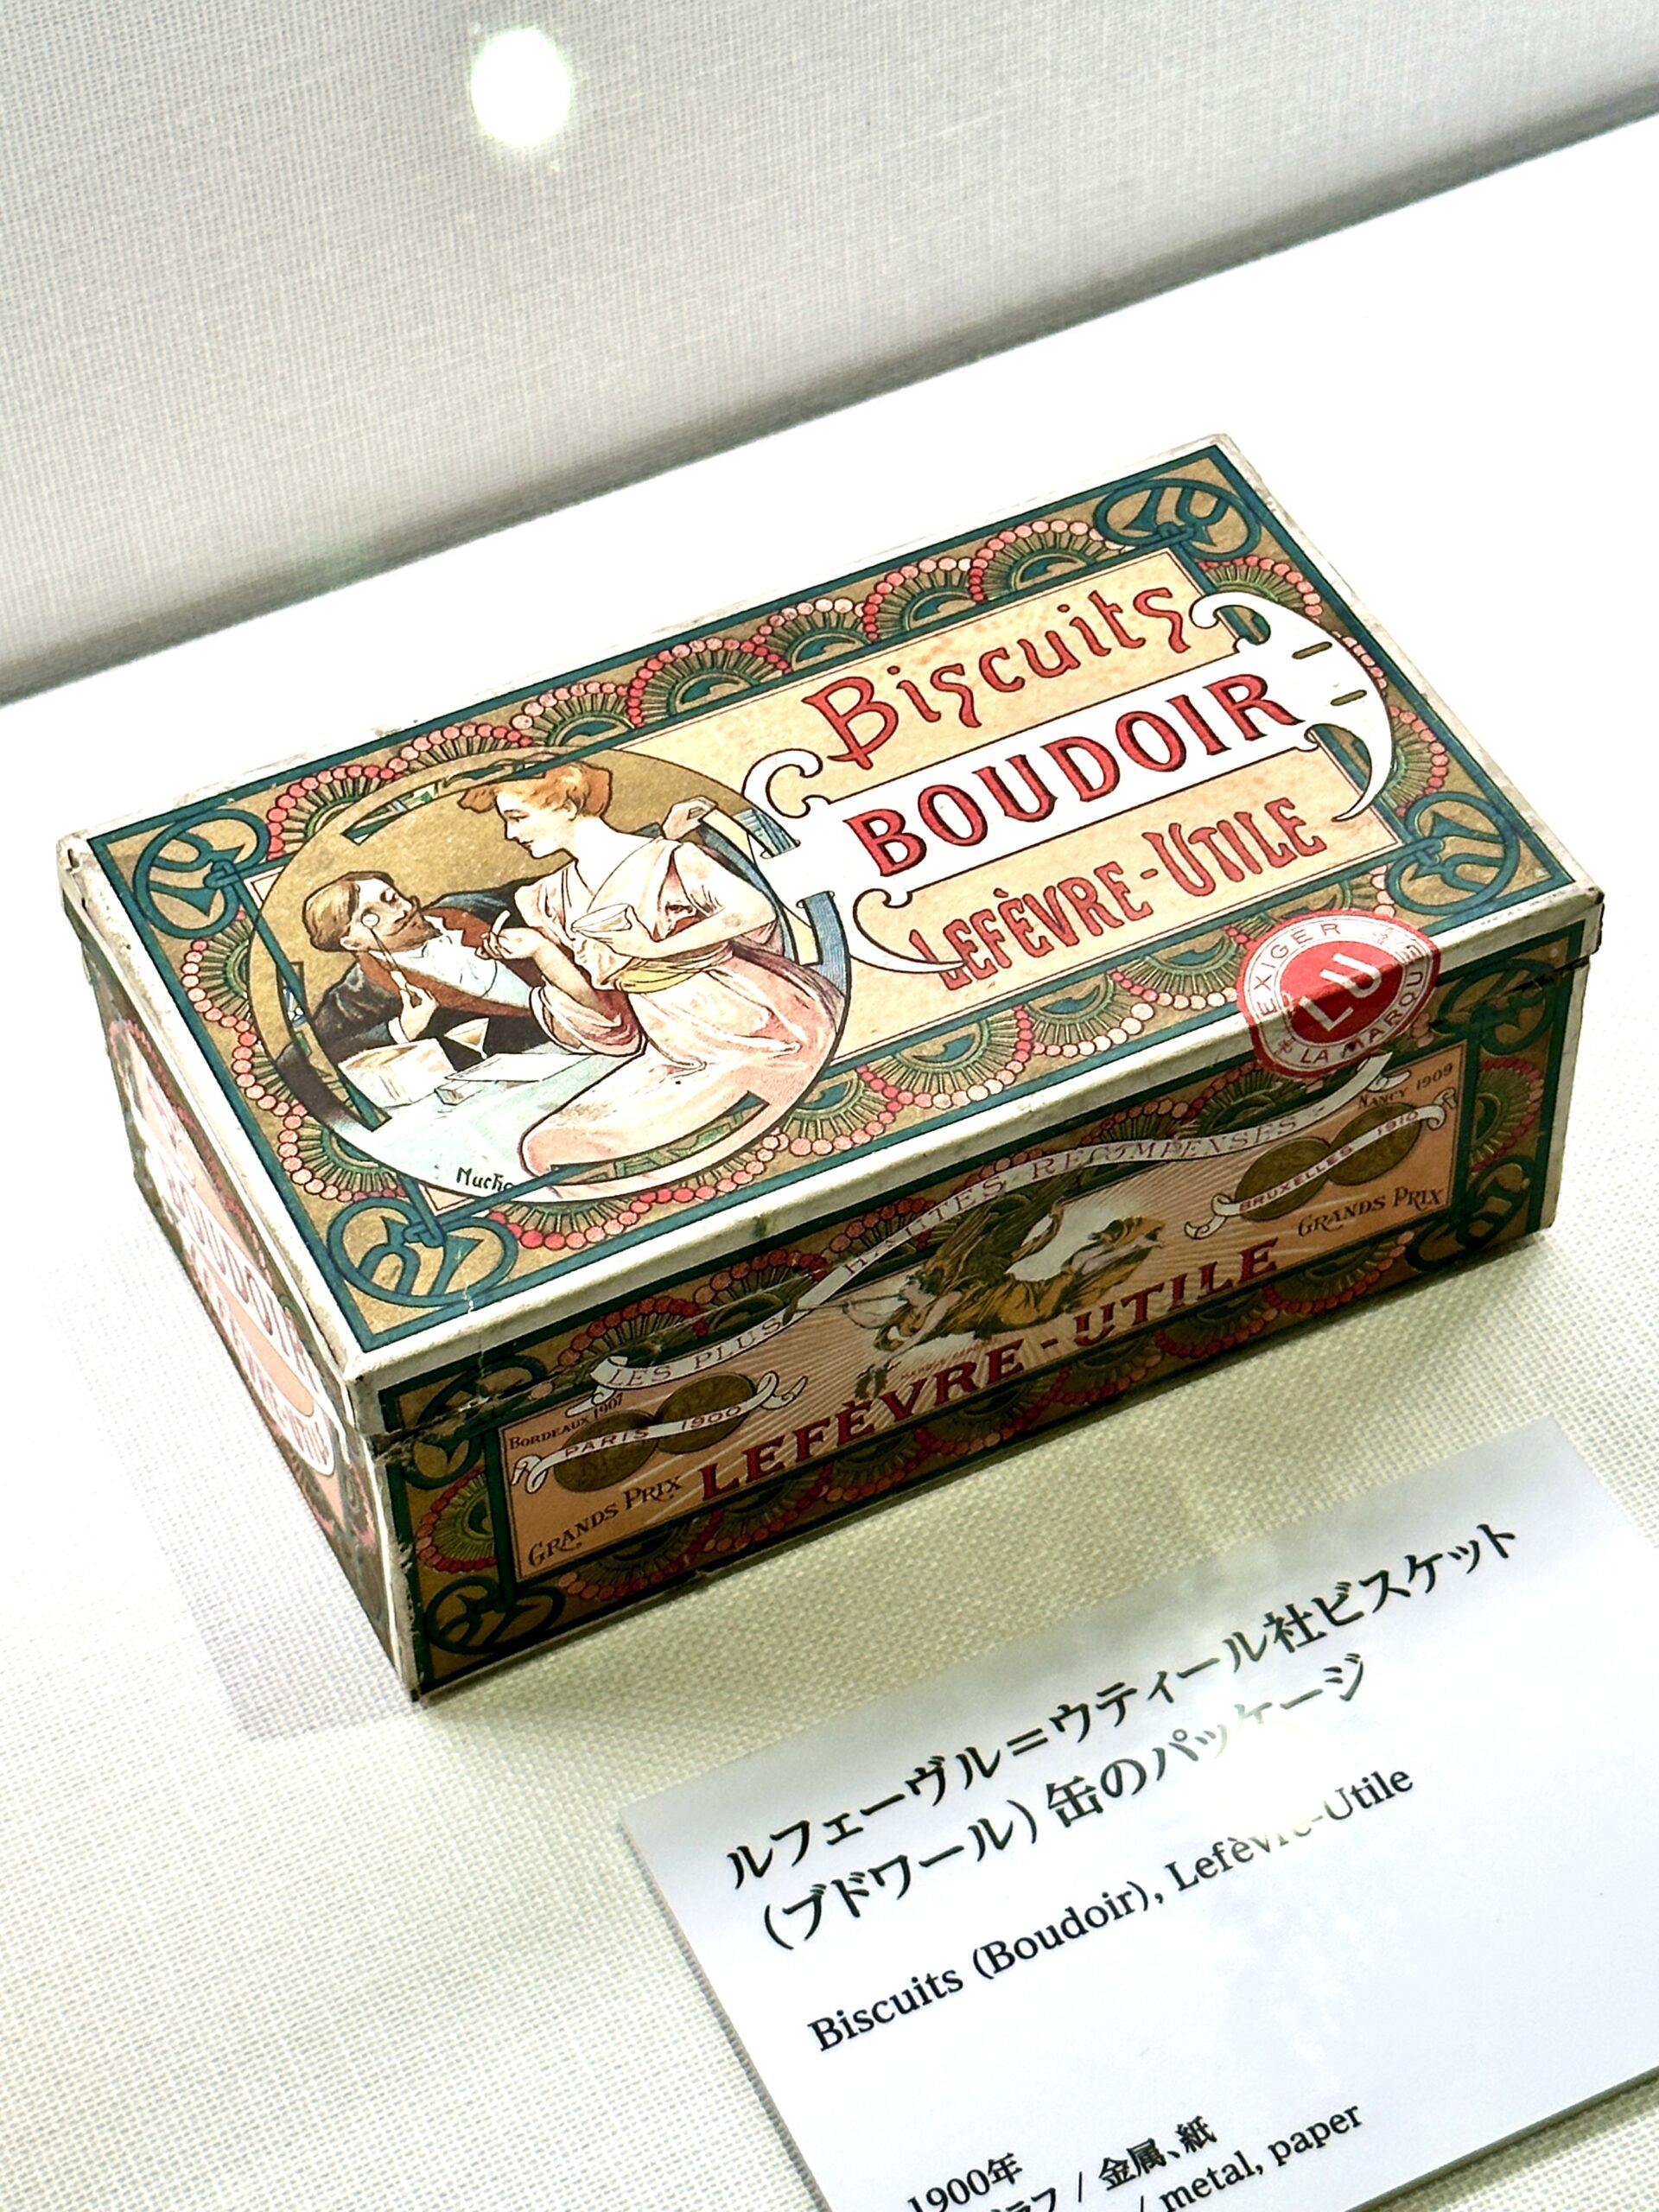 Biscuits
BOUDOIR
LEFÈVRE-UTILE
EXIGER
LU
LA MARQUE
Mucha
LES PLUS HAUTES RECOMPENSES
BORDEAUX 1907
PARIS 1900
GRANDS PRIX
LEFÈVRE-UTILE
NANCY 1909
BRUXELLES 1910
GRANDS PRIX
BOUDOIR
ルフェーヴル=ウティール社ビスケット
(ブドワール) 缶のパッケージ
Biscuits (Boudoir), Lefèvre-Utile
1900年
/ 金属、紙
/ metal, paper